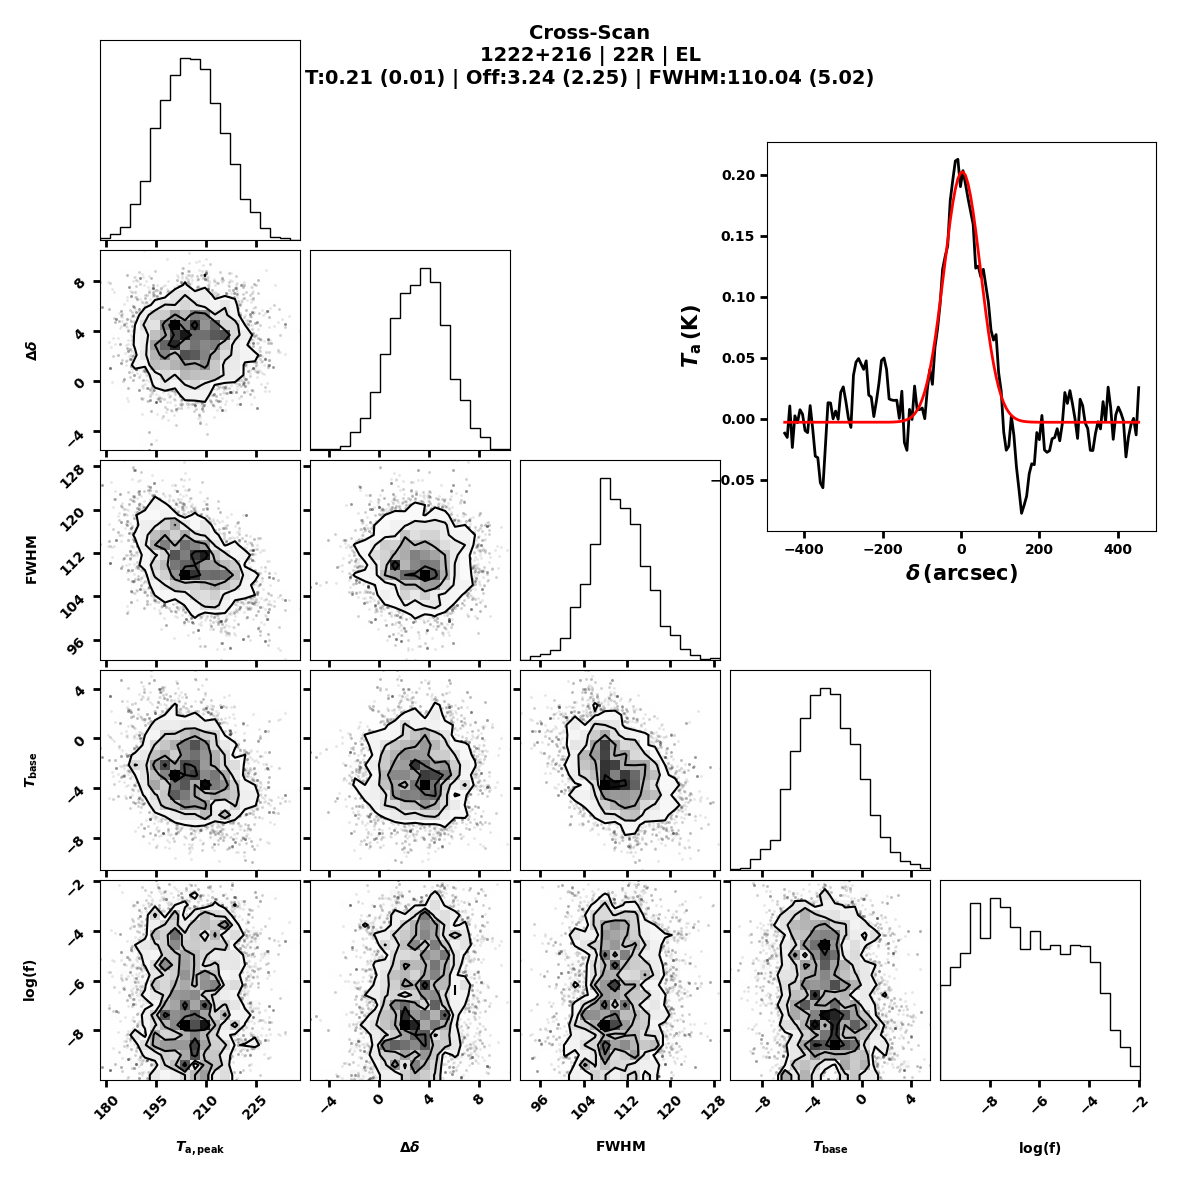 Cross-Scan
1222+216 | 22R | EL
T:0.21 (0.01) | Off:3.24 (2.25) | FWHM:110.04 (5.02)
0.20
0.15
0.10
0.05
0.00
−0.05
Ta (K)
−400 −200 0 200 400
δ (arcsec)
8
4
0
−4
Δδ
128
120
112
104
96
FWHM
4
0
−4
−8
Tbase
−2
−4
−6
−8
log(f)
180 195 210 225
−4 0 4 8
96 104 112 120 128
−8 −4 0 4
−8 −6 −4 −2
Ta,peak Δδ FWHM Tbase log(f)